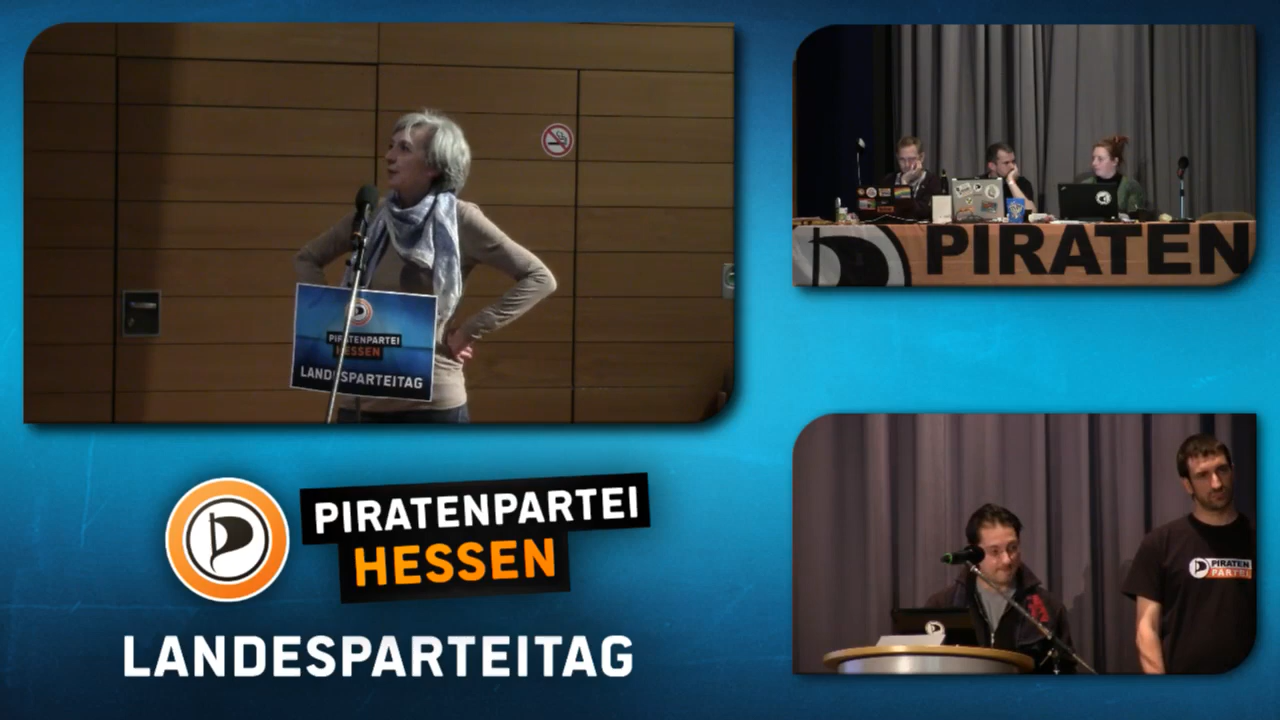 PIRATENPARTEI
HESSEN
LANDESPARTEITAG
PIRATEN
PIRATENPARTEI
HESSEN
LANDESPARTEITAG
PIRATEN
PARTEI